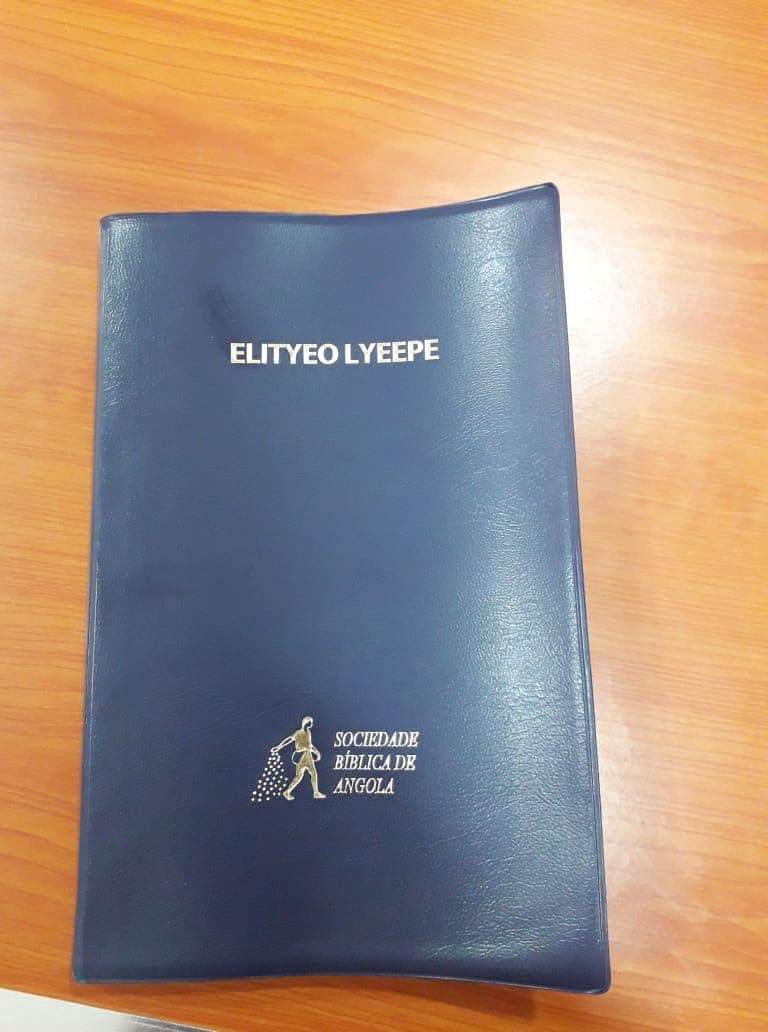 ELITYEO LYEEPE
SOCIEDADE
BÍBLICA DE
ANGOLA